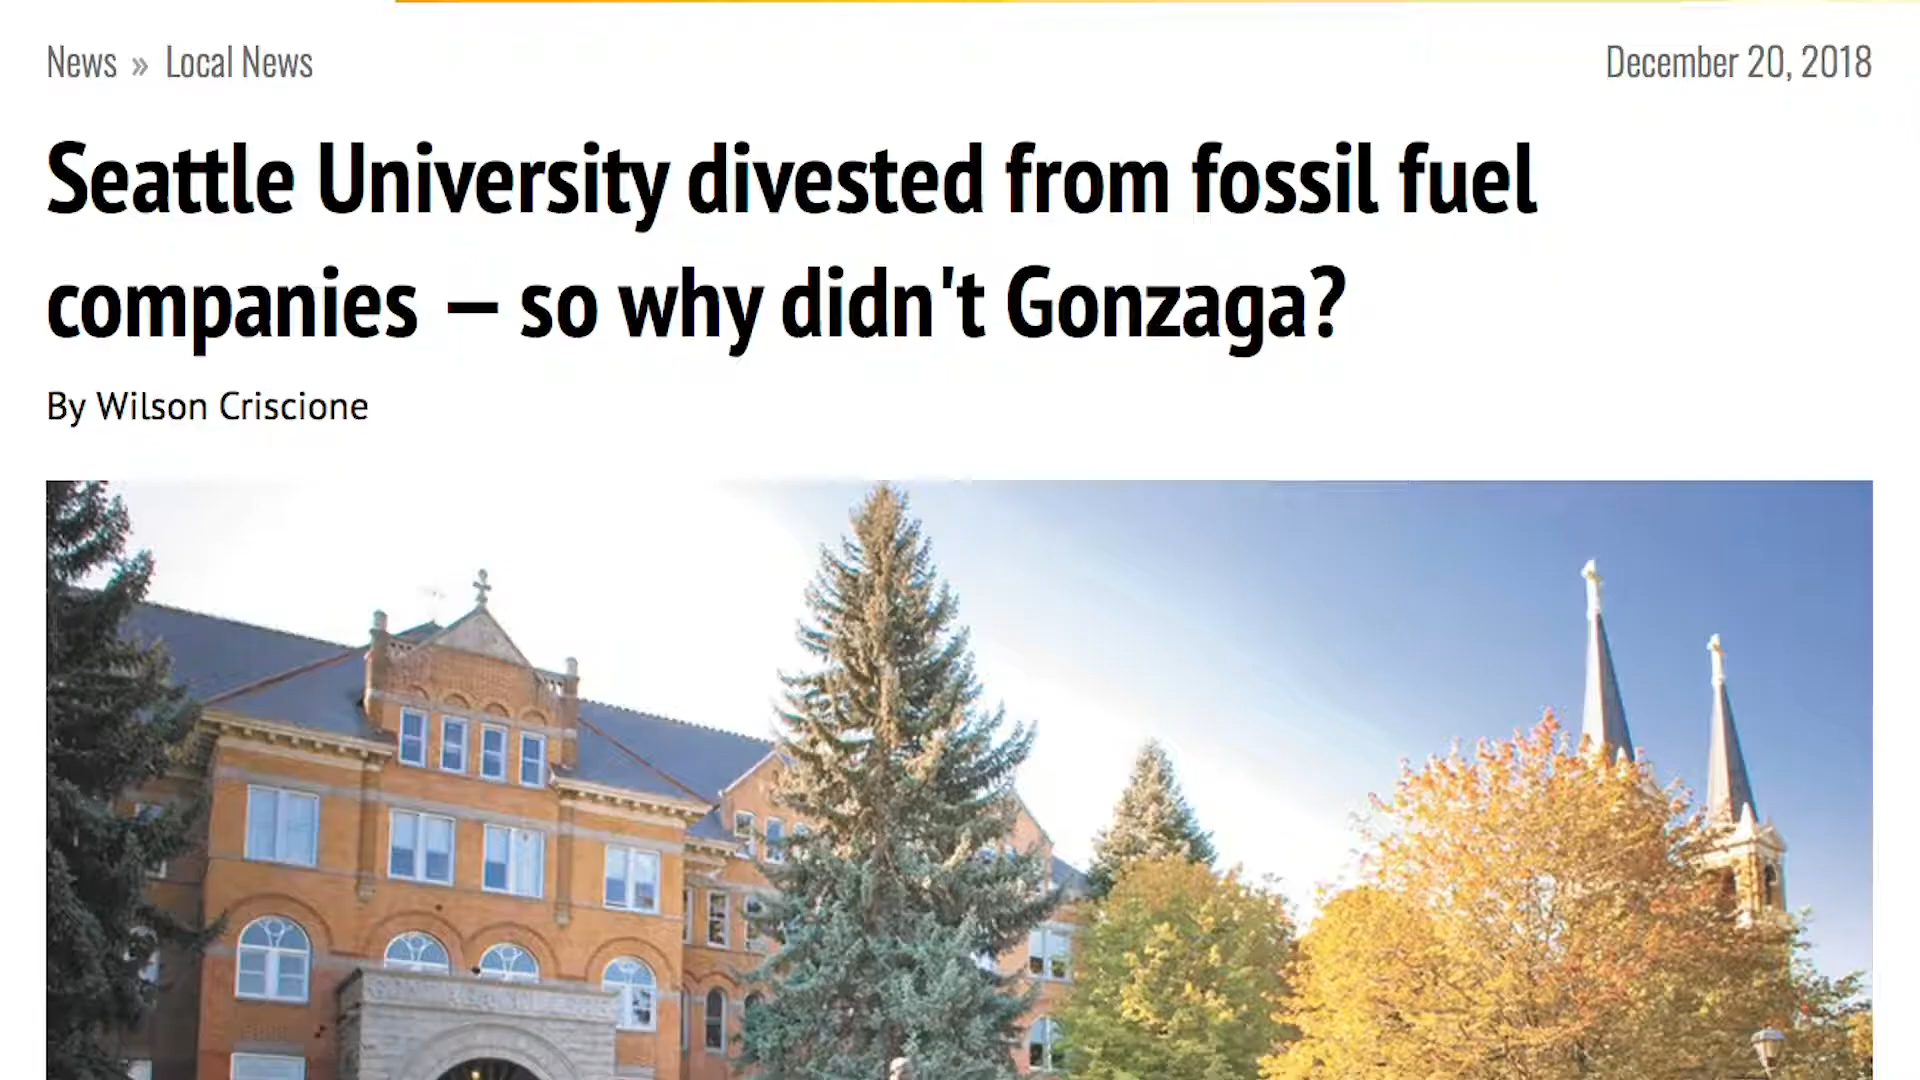 News » Local News
December 20, 2018
Seattle University divested from fossil fuel
companies — so why didn't Gonzaga?
By Wilson Criscione